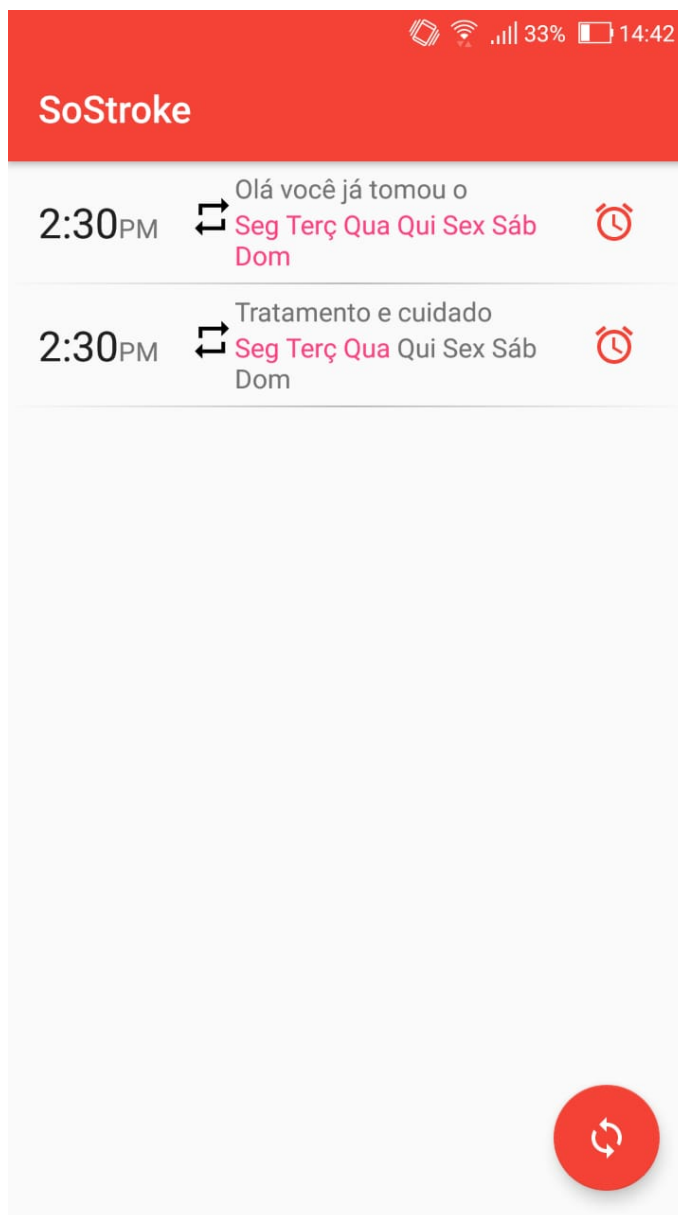 33% 14:42
SoStroke
Olá você já tomou o
2:30PM Seg Terç Qua Qui Sex Sáb
Dom
Tratamento e cuidado
2:30PM Seg Terç Qua Qui Sex Sáb
Dom